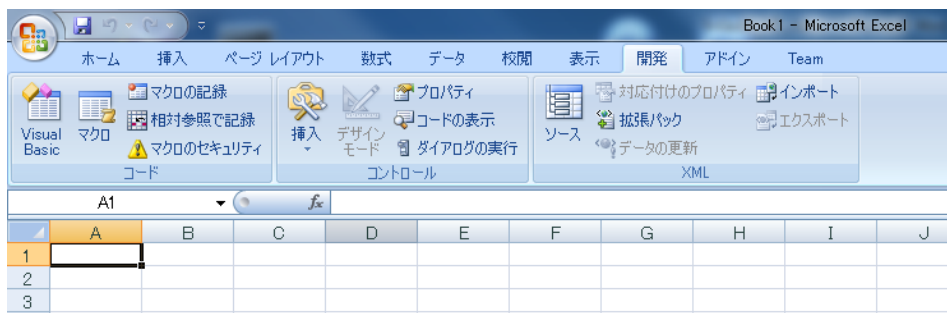 Book1 - Microsoft Excel
ホーム 挿入 ページ レイアウト 数式 データ 校閲 表示 開発 アドイン Team
Visual Basic
マクロ
マクロの記録
相対参照で記録
マクロのセキュリティ
コード
挿入
デザイン モード
プロパティ
コードの表示
ダイアログの実行
コントロール
ソース
対応付けのプロパティ
拡張パック
データの更新
インポート
エクスポート
XML
A1 fx
A B C D E F G H I J
1
2
3